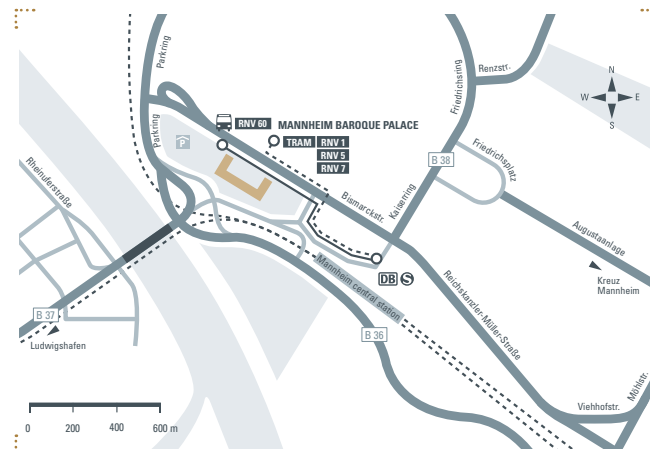 Parkring
Friedrichsring
Renzstr.
N
W
E
S
RNV 60
MANNHEIM BAROQUE PALACE
Parkring
P
TRAM
RNV 1
RNV 5
RNV 7
B 38
Friedrichsplatz
Rheinuferstraße
Bismarckstr.
Kaiserring
Augustaanlage
Mannheim central station
DB
S
Kreuz
Mannheim
Reichskanzler-Müller-Straße
B 37
Ludwigshafen
B 36
Möhlstr.
Viehhofstr.
0
200
400
600 m